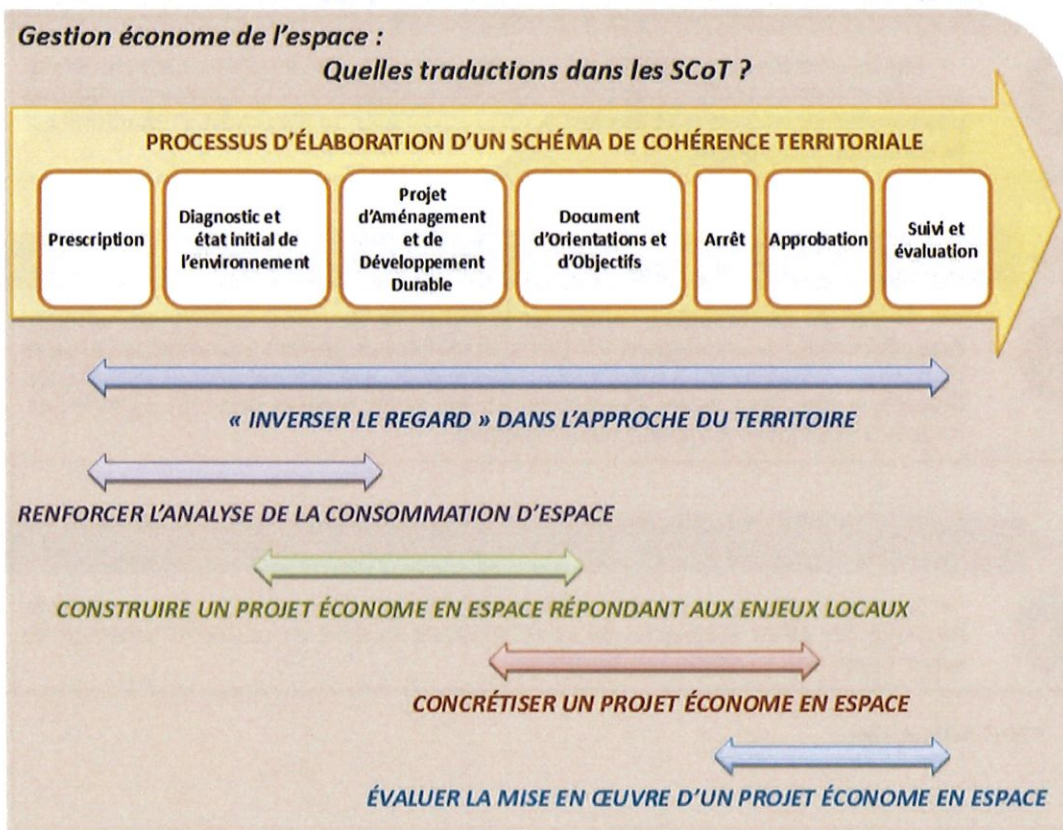 Gestion économe de l'espace :
Quelles traductions dans les SCoT ?
PROCESSUS D'ÉLABORATION D'UN SCHÉMA DE COHÉRENCE TERRITORIALE
Prescription
Diagnostic et
état initial de
l'environnement
Projet
d'Aménagement
et de
Développement
Durable
Document
d'Orientations et
d'Objectifs
Arrêt
Approbation
Suivi et
évaluation
« INVERSER LE REGARD » DANS L'APPROCHE DU TERRITOIRE
RENFORCER L'ANALYSE DE LA CONSOMMATION D'ESPACE
CONSTRUIRE UN PROJET ÉCONOME EN ESPACE RÉPONDANT AUX ENJEUX LOCAUX
CONCRÉTISER UN PROJET ÉCONOME EN ESPACE
ÉVALUER LA MISE EN ŒUVRE D'UN PROJET ÉCONOME EN ESPACE